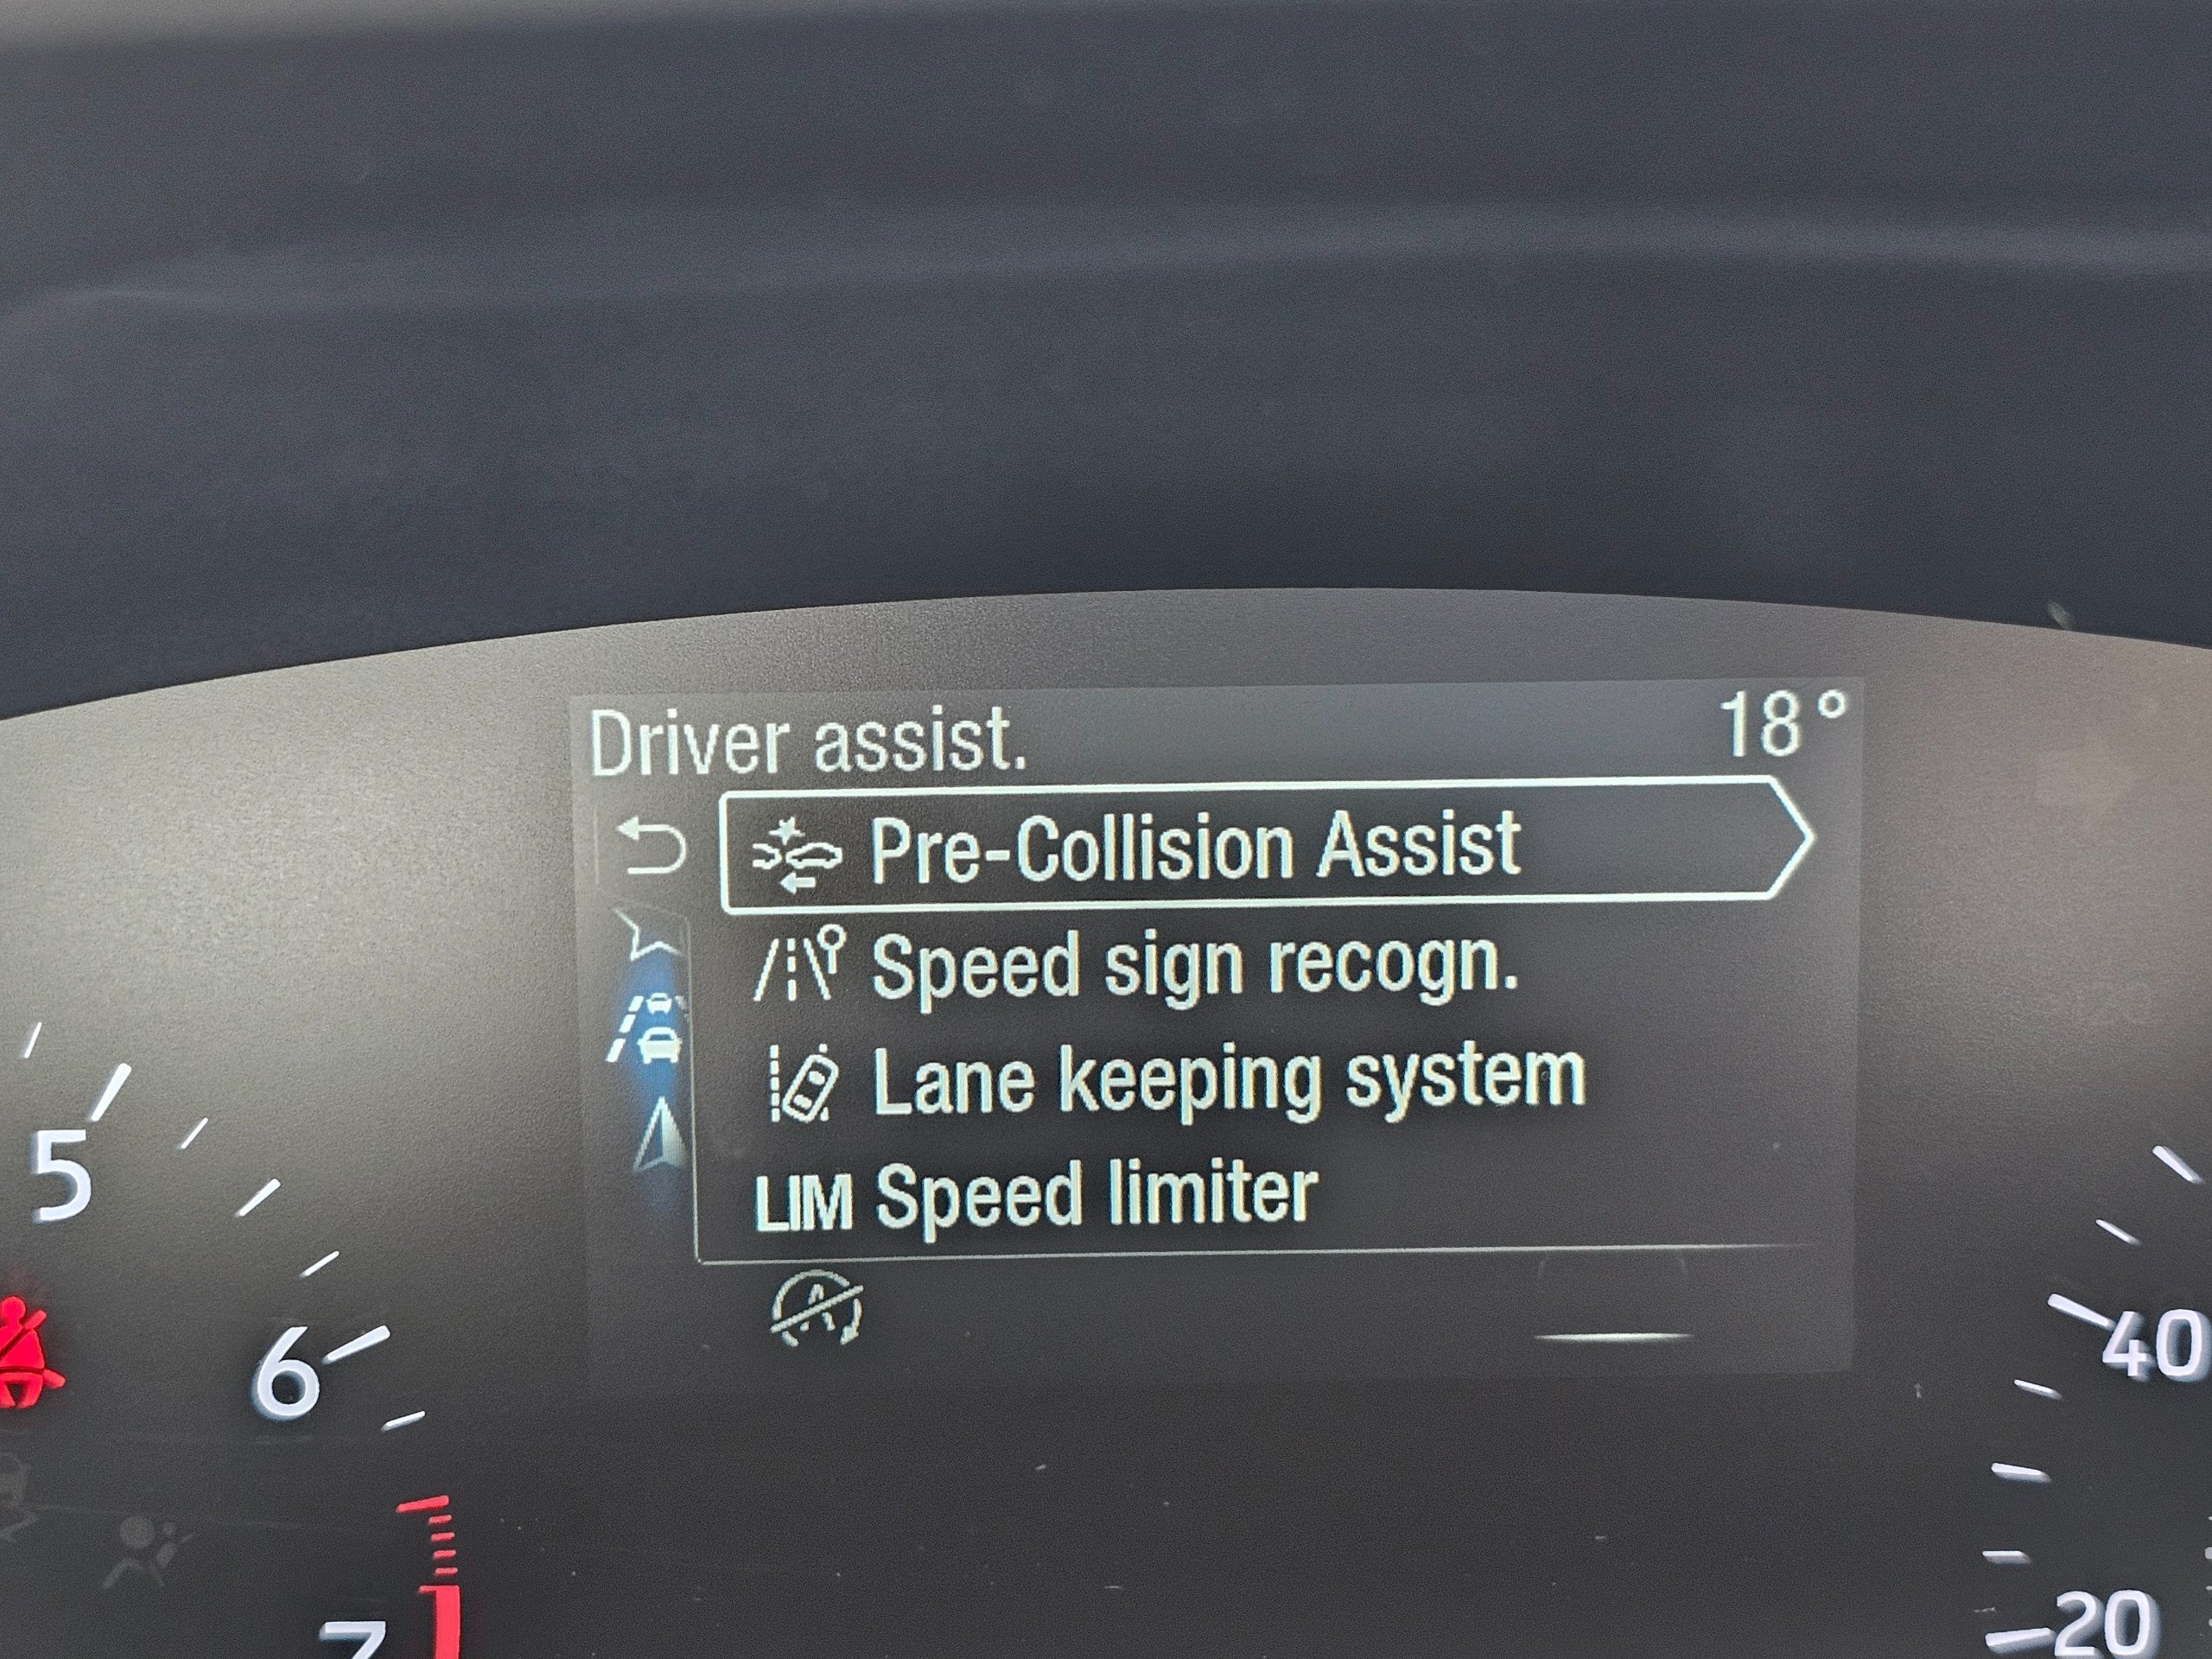 Driver assist. 18°
Pre-Collision Assist
Speed sign recogn.
Lane keeping system
LIM Speed limiter
5
6
7
40
20